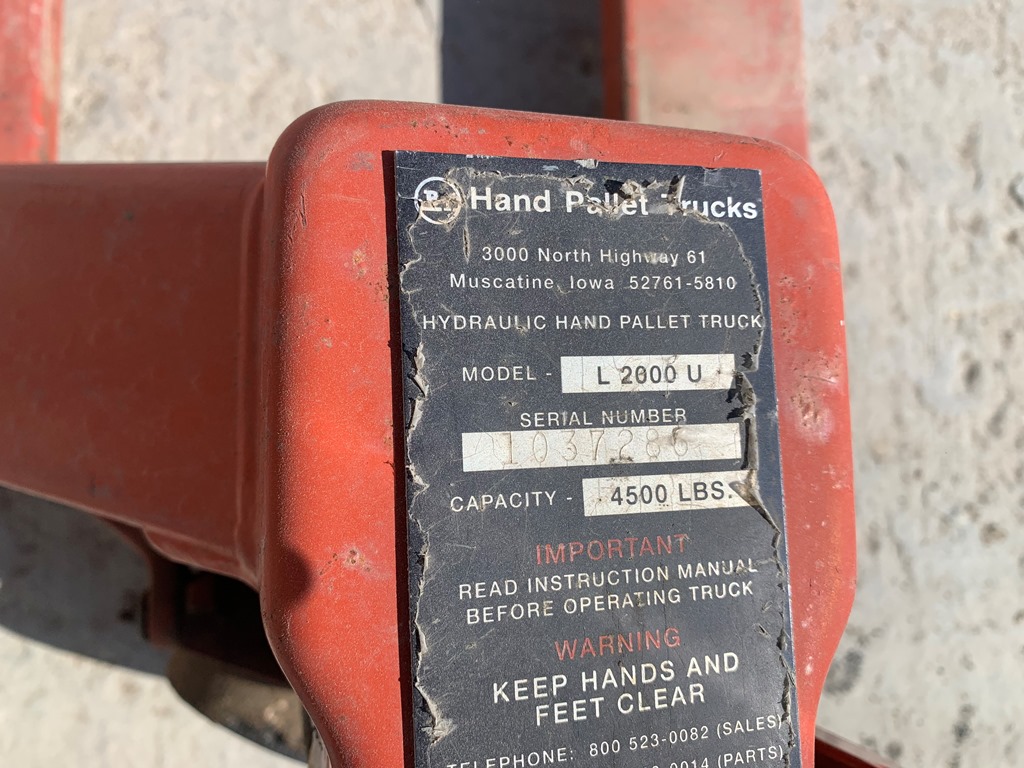 Hand Pallet Trucks
3000 North Highway 61
Muscatine, Iowa 52761-5810
HYDRAULIC HAND PALLET TRUCK
MODEL - L 2000 U
SERIAL NUMBER
1037286
CAPACITY - 4500 LBS.
IMPORTANT
READ INSTRUCTION MANUAL
BEFORE OPERATING TRUCK
WARNING
KEEP HANDS AND
FEET CLEAR
TELEPHONE: 800 523-0082 (SALES)
0014 (PARTS)